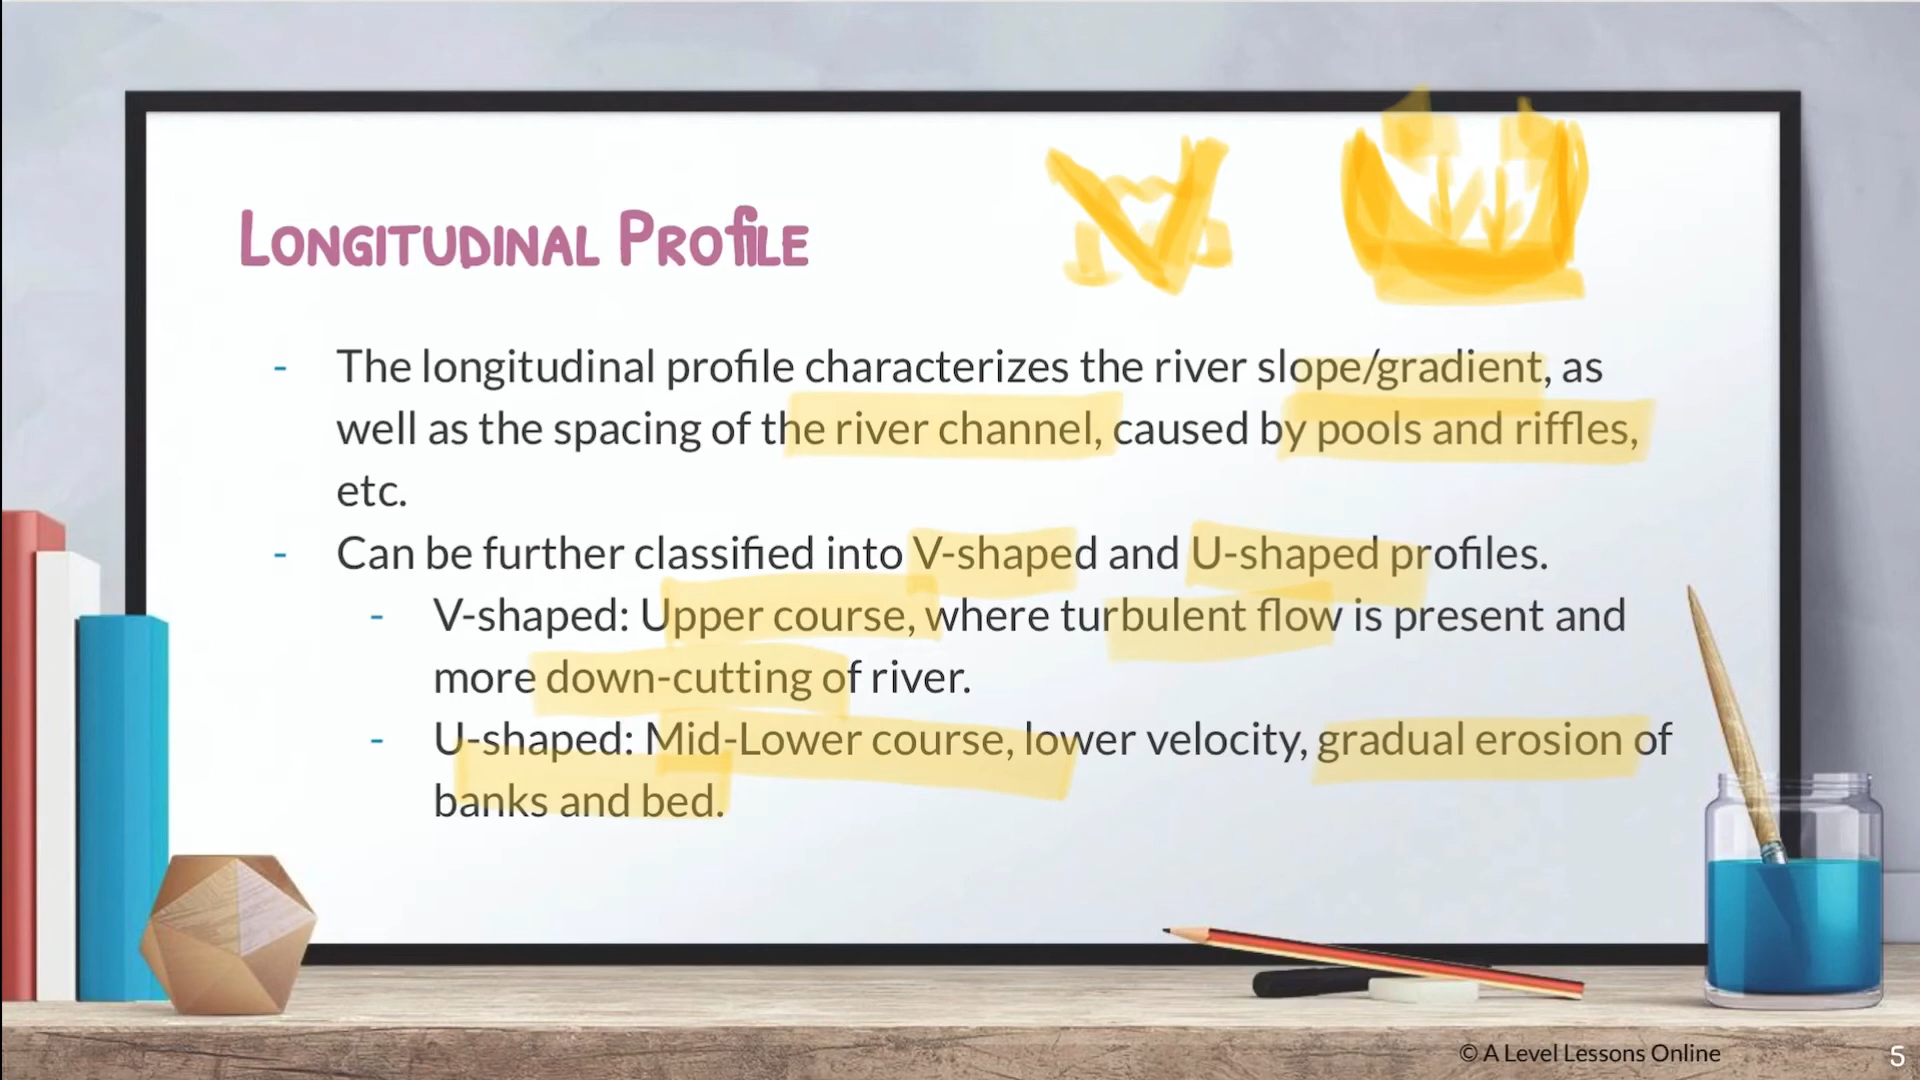 Longitudinal Profile
- The longitudinal profile characterizes the river slope/gradient, as
well as the spacing of the river channel, caused by pools and riffles,
etc.
- Can be further classified into V-shaped and U-shaped profiles.
- V-shaped: Upper course, where turbulent flow is present and
more down-cutting of river.
- U-shaped: Mid-Lower course, lower velocity, gradual erosion of
banks and bed.
© A Level Lessons Online
5